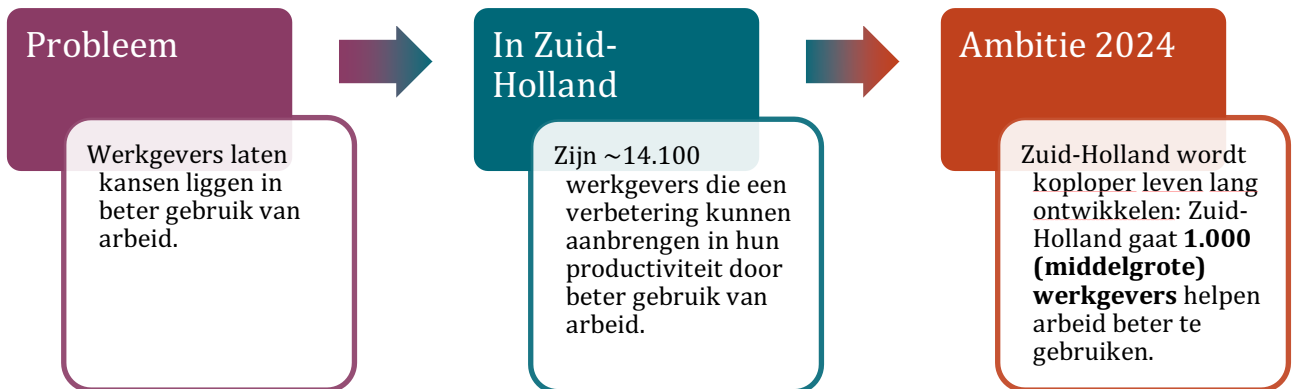 Probleem
Werkgevers laten
kansen liggen in
beter gebruik van
arbeid.
In Zuid-
Holland
Zijn ~14.100
werkgevers die een
verbetering kunnen
aanbrengen in hun
productiviteit door
beter gebruik van
arbeid.
Ambitie 2024
Zuid-Holland wordt
koploper leven lang
ontwikkelen: Zuid-
Holland gaat 1.000
(middelgrote)
werkgevers helpen
arbeid beter te
gebruiken.